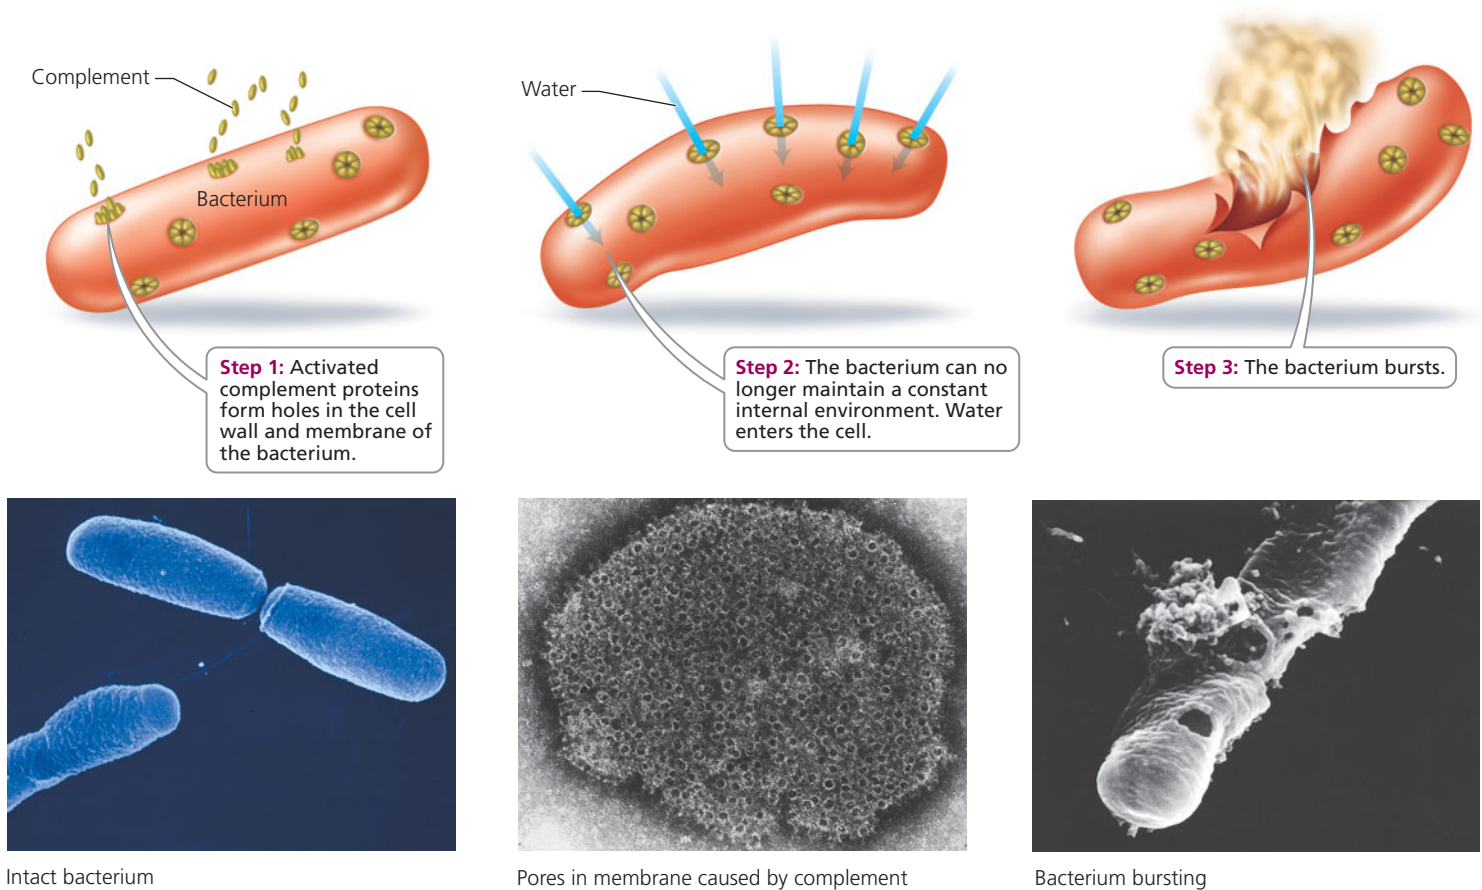 Complement
Bacterium
Step 1: Activated
complement proteins
form holes in the cell
wall and membrane of
the bacterium.
Water
Step 2: The bacterium can no
longer maintain a constant
internal environment. Water
enters the cell.
Step 3: The bacterium bursts.
Intact bacterium
Pores in membrane caused by complement
Bacterium bursting